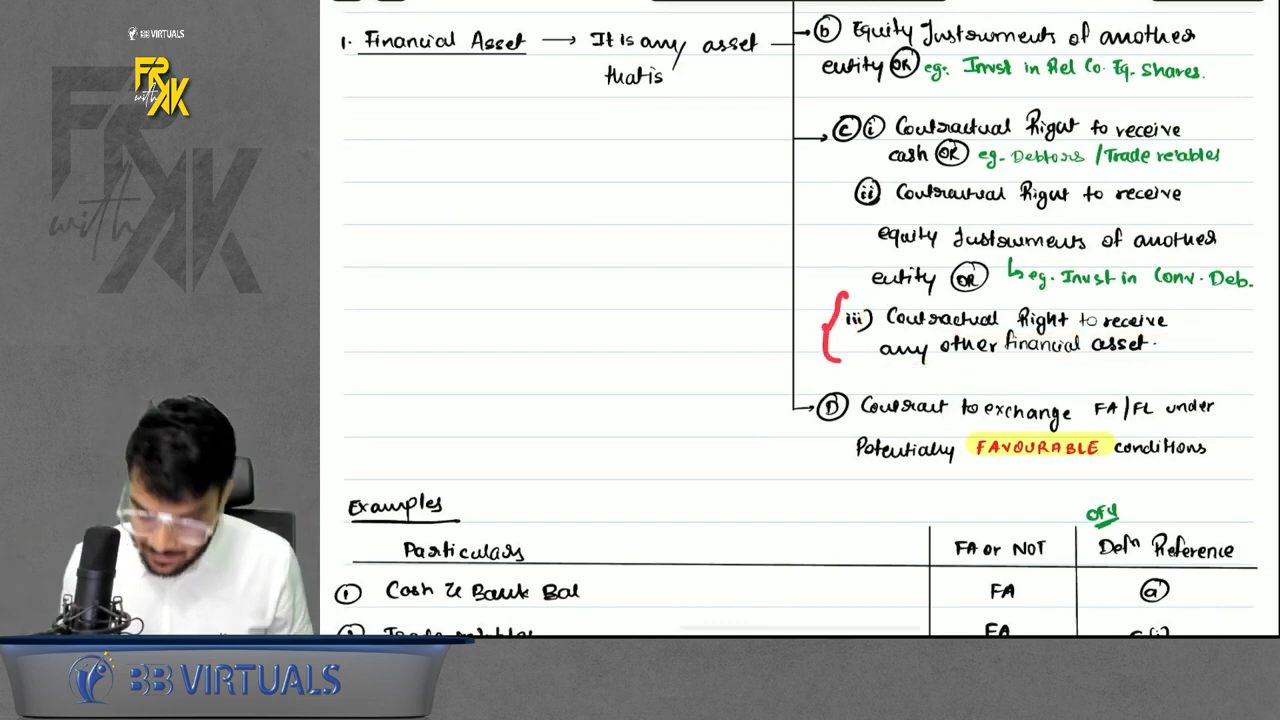 BB VIRTUALS
FR
with
AK
1. Financial Asset → It is any asset
that is
ⓑ Equity Instruments of another
entity OR eg:- Invst in Rel Co. Eq. Shares.
ⓒ ⓘ Contractual Right to receive
cash OR eg. Debtors / Trade rebables
ⓘⓘ Contractual Right to receive
equity Instruments of another
entity OR ↳ eg. Invst in Conv. Deb.
iii) Contractual Right to receive
any other financial asset.
Ⓓ Contract to exchange FA/FL under
Potentially FAVOURABLE conditions
Examples
of 4
Particulars FA or NOT Defn Reference
① Cash & Bank Bal FA ⓐ
② FA c(i)
BB VIRTUALS